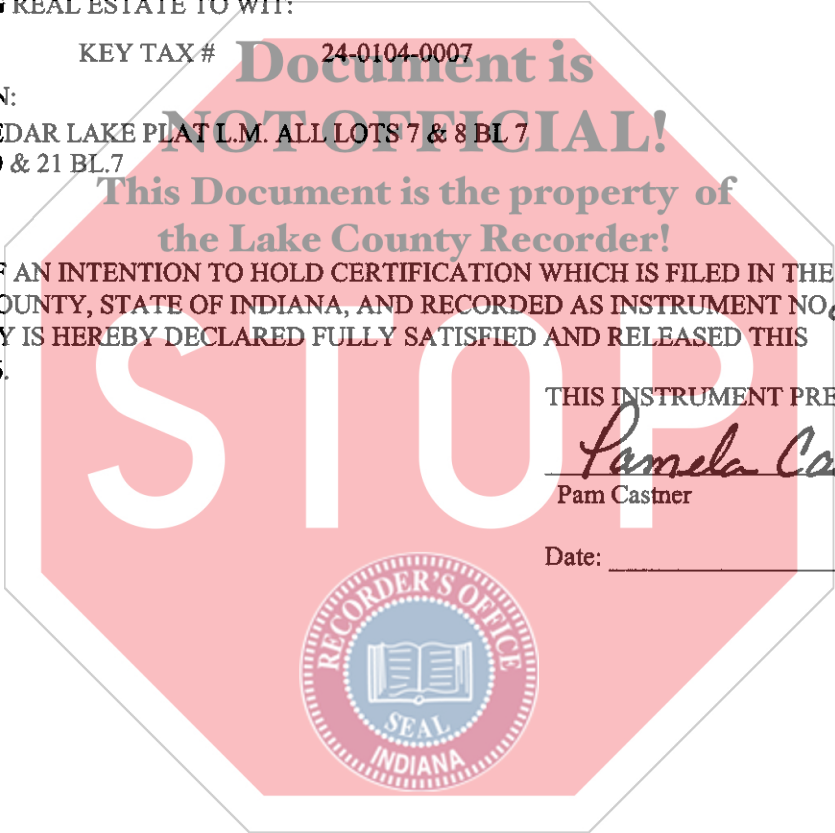 REAL ESTATE TO WIT:
KEY TAX # 24-0104-0007
Document is
N:
EDAR LAKE PLAT L.M. ALL LOTS 7 & 8 BL 7
NOT OFFICIAL!
& 21 BL.7
This Document is the property of
the Lake County Recorder!
F AN INTENTION TO HOLD CERTIFICATION WHICH IS FILED IN THE
OUNTY, STATE OF INDIANA, AND RECORDED AS INSTRUMENT NO
Y IS HEREBY DECLARED FULLY SATISFIED AND RELEASED THIS
STOP
THIS INSTRUMENT PRE
Pamela Ca
Pam Castner
Date:
RECORDER'S OFFICE
SEAL
INDIANA